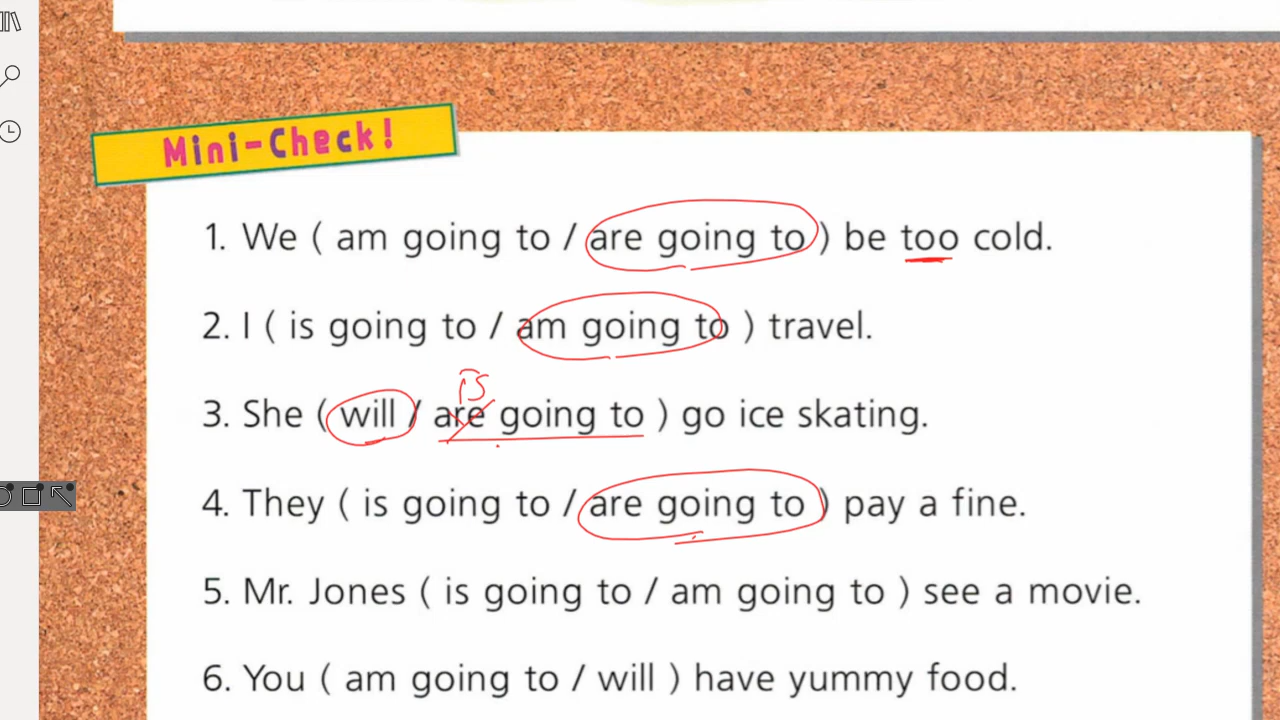 Mini-Check!
1. We ( am going to / are going to ) be too cold.
2. I ( is going to / am going to ) travel.
is
3. She ( will / are going to ) go ice skating.
4. They ( is going to / are going to ) pay a fine.
5. Mr. Jones ( is going to / am going to ) see a movie.
6. You ( am going to / will ) have yummy food.